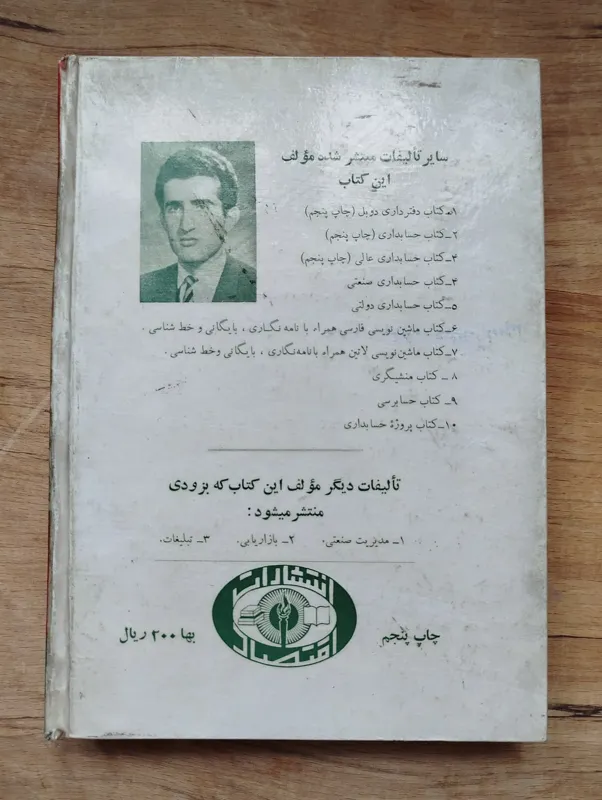 سایر تألیفات منتشر شده مؤلف
این کتاب
۱ـ کتاب دفترداری دوبل (چاپ پنجم)
۲ـ کتاب حسابداری (چاپ پنجم)
۳ـ کتاب حسابداری عالی (چاپ پنجم)
۴ـ کتاب حسابداری صنعتی
۵ـ کتاب حسابداری دولتی
۶ـ کتاب ماشین نویسی فارسی همراه با نامه نگاری ، بایگانی و خط شناسی .
۷ـ کتاب ماشین نویسی لاتین همراه با نامه نگاری ، بایگانی و خط شناسی .
۸ ـ کتاب منشیگری
۹ـ کتاب حسابرسی
۱۰ـ کتاب پروژهٔ حسابداری
تألیفات دیگر مؤلف این کتاب که بزودی
منتشر میشود :
۱ـ مدیریت صنعتی. ۲ـ بازاریابی. ۳ـ تبلیغات.
انتشارات
اقتصاد
چاپ پنجم
بها ۲۰۰ ریال